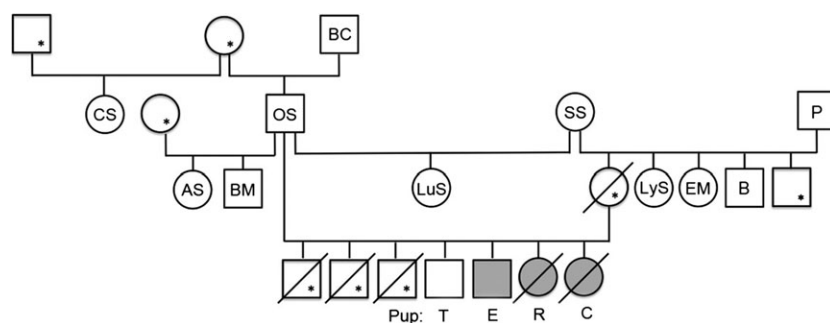 * * BC
CS * OS SS P
AS BM LuS * LyS EM B *
* * * T E R C
Pup: T E R C